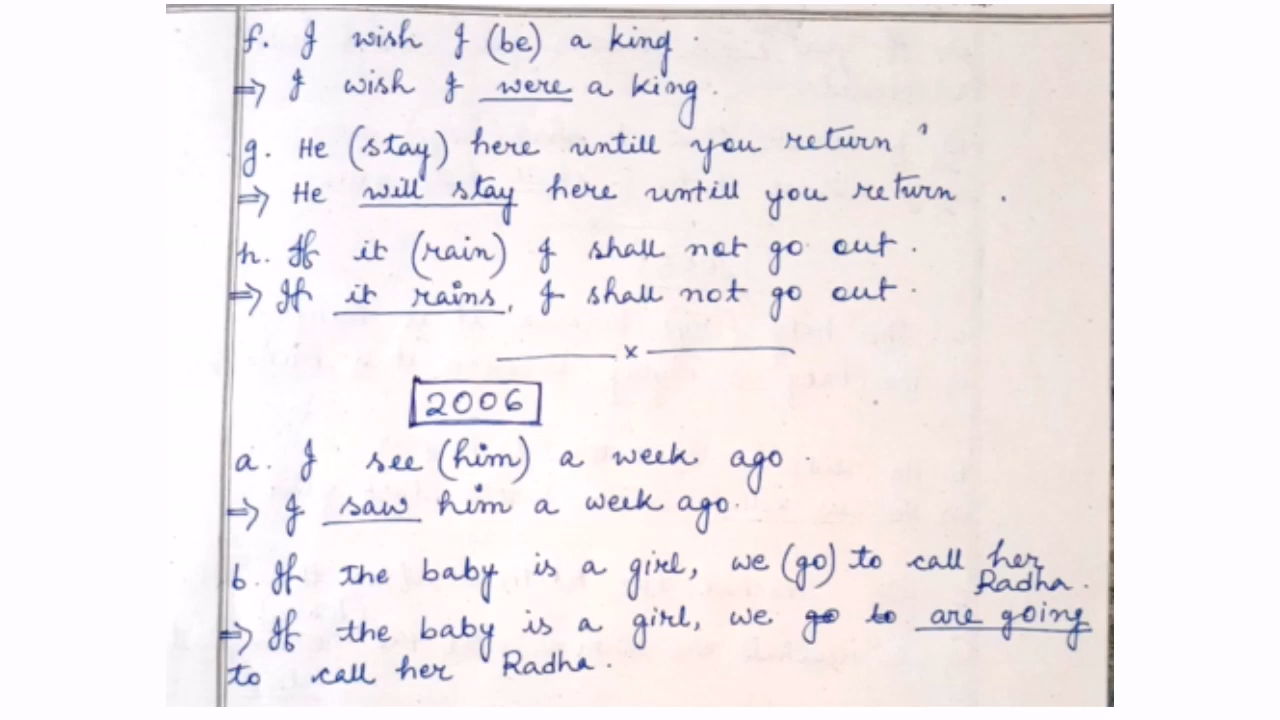 f. I wish I (be) a king.
⇒ I wish I were a king.
g. He (stay) here untill you return '
⇒ He will stay here untill you return .
h. If it (rain) I shall not go out.
⇒ If it rains, I shall not go out.
x
2006
a. I see (him) a week ago.
⇒ I saw him a week ago.
b. If the baby is a girl, we (go) to call her
Radha.
⇒ If the baby is a girl, we go to are going
to call her Radha.